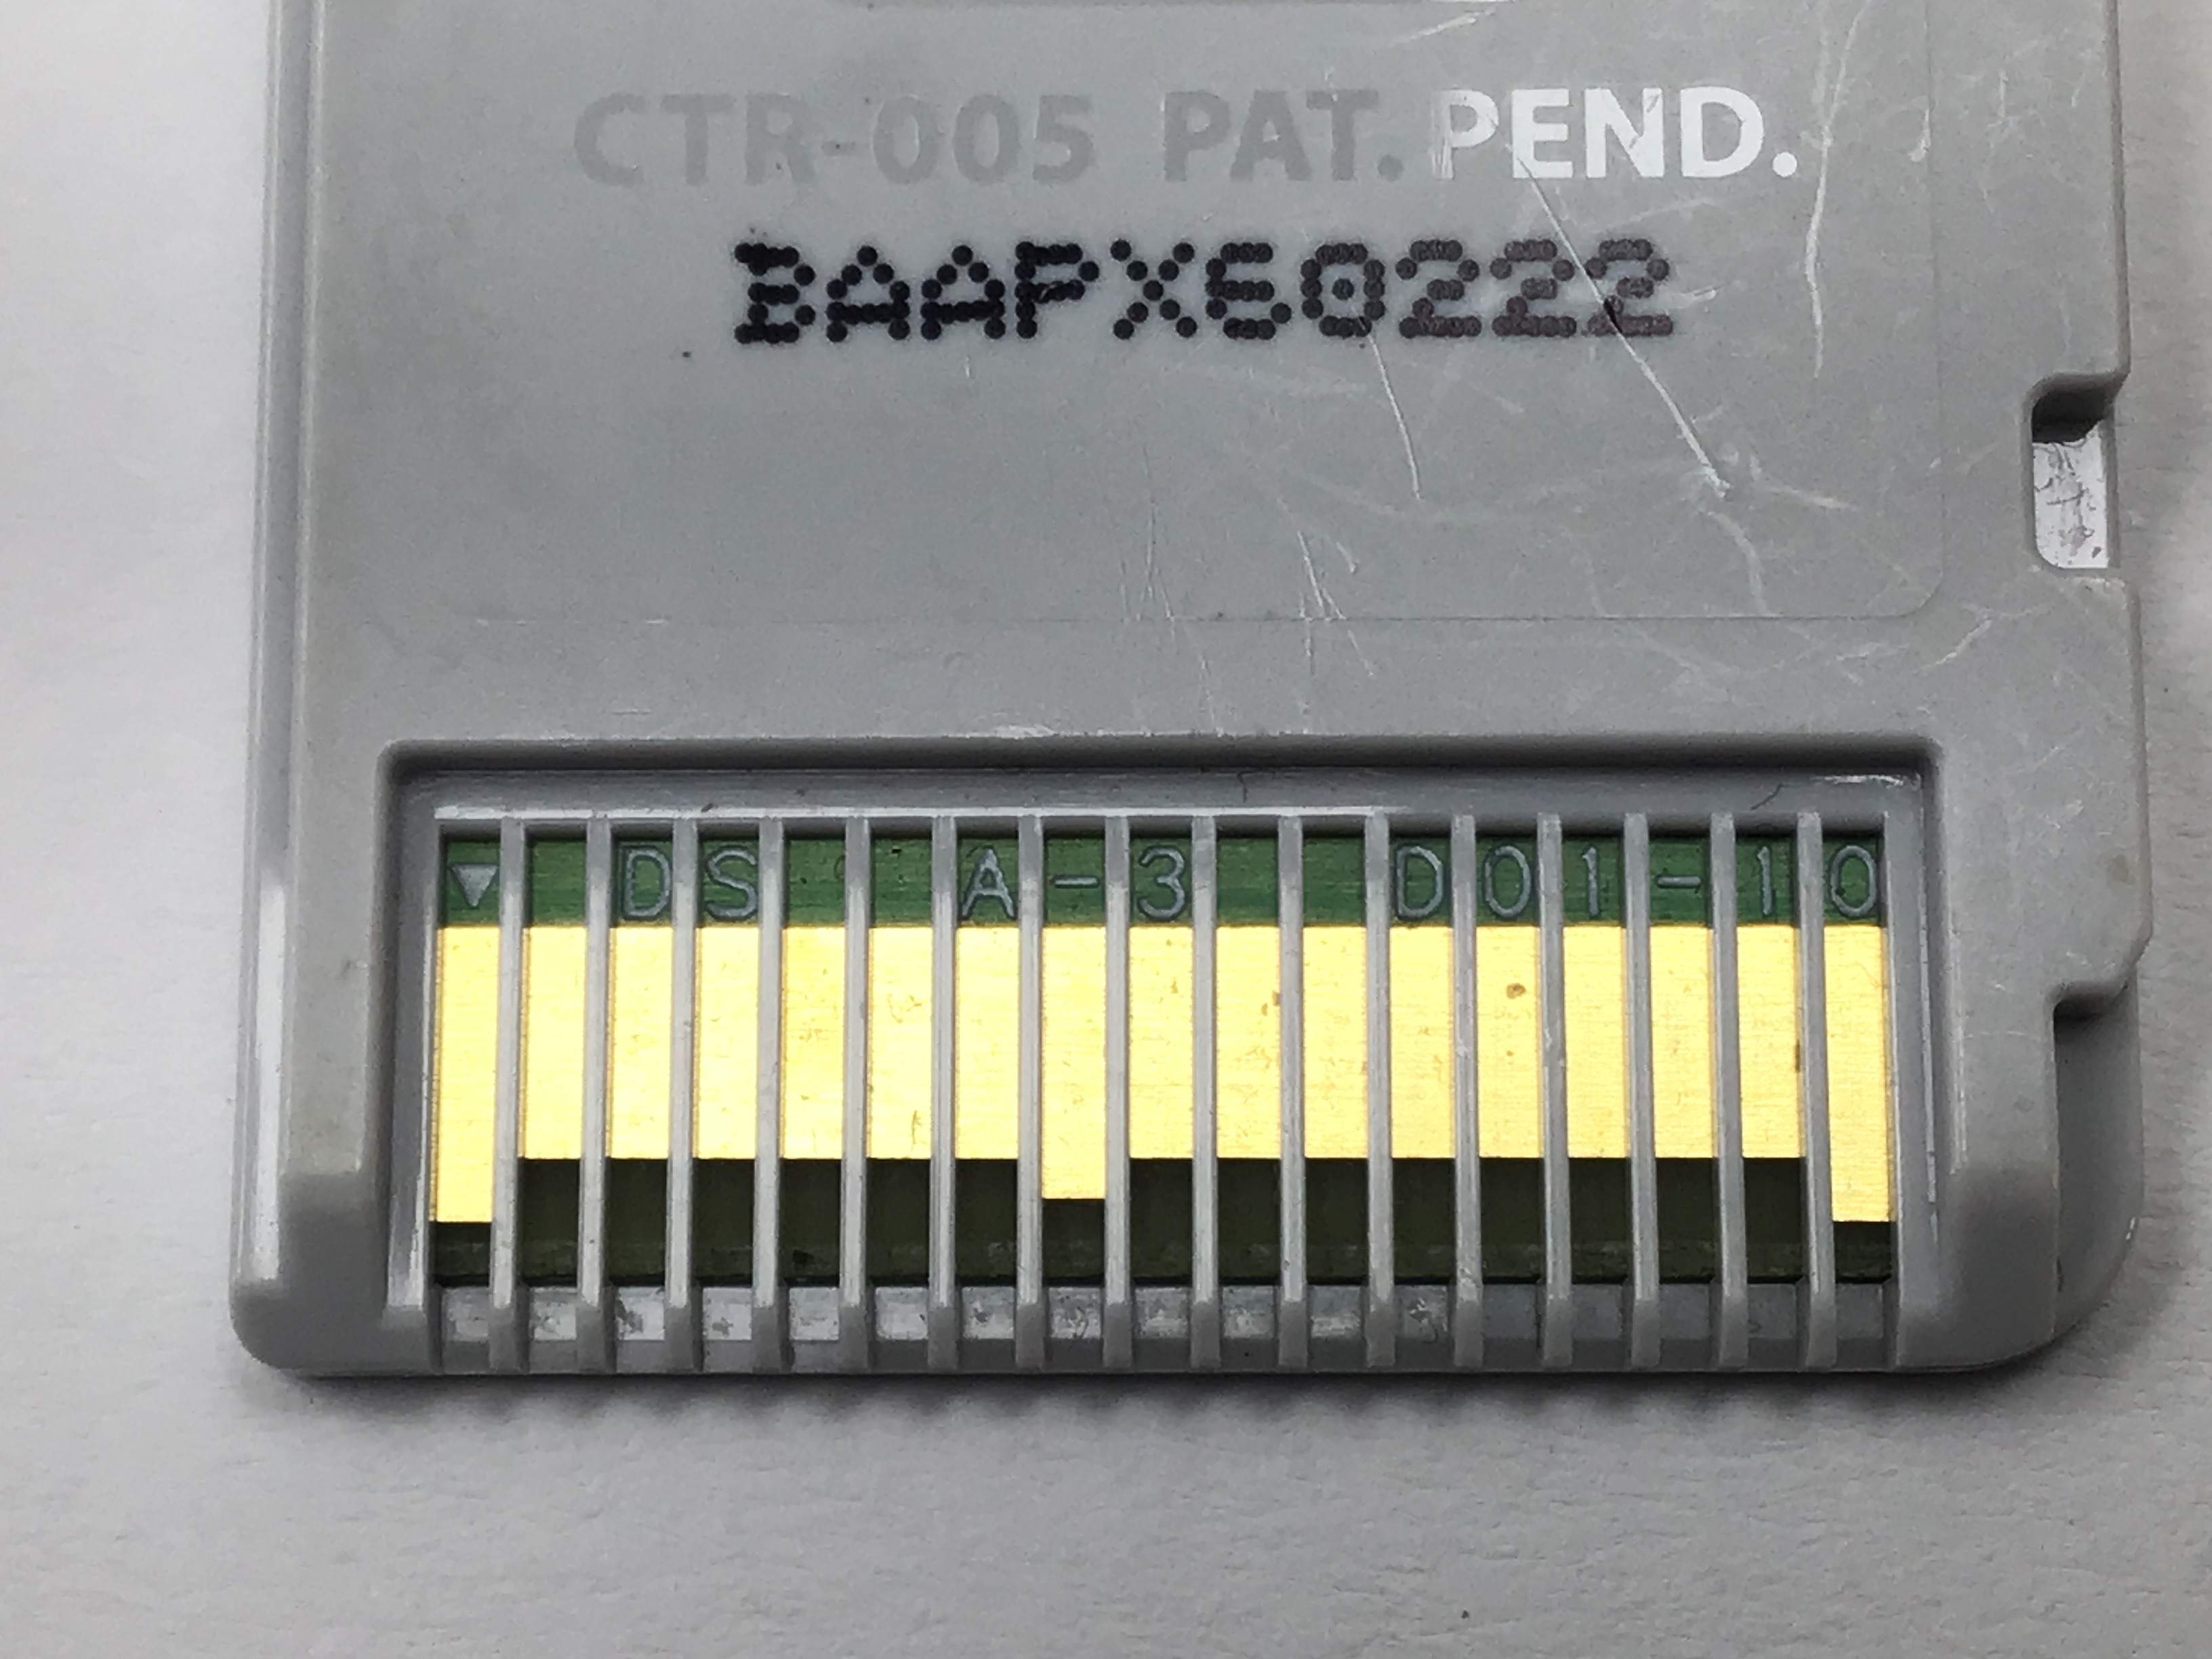 CTR-005 PAT. PEND.
BAAPX60222
▼ DS A-3 D01-10